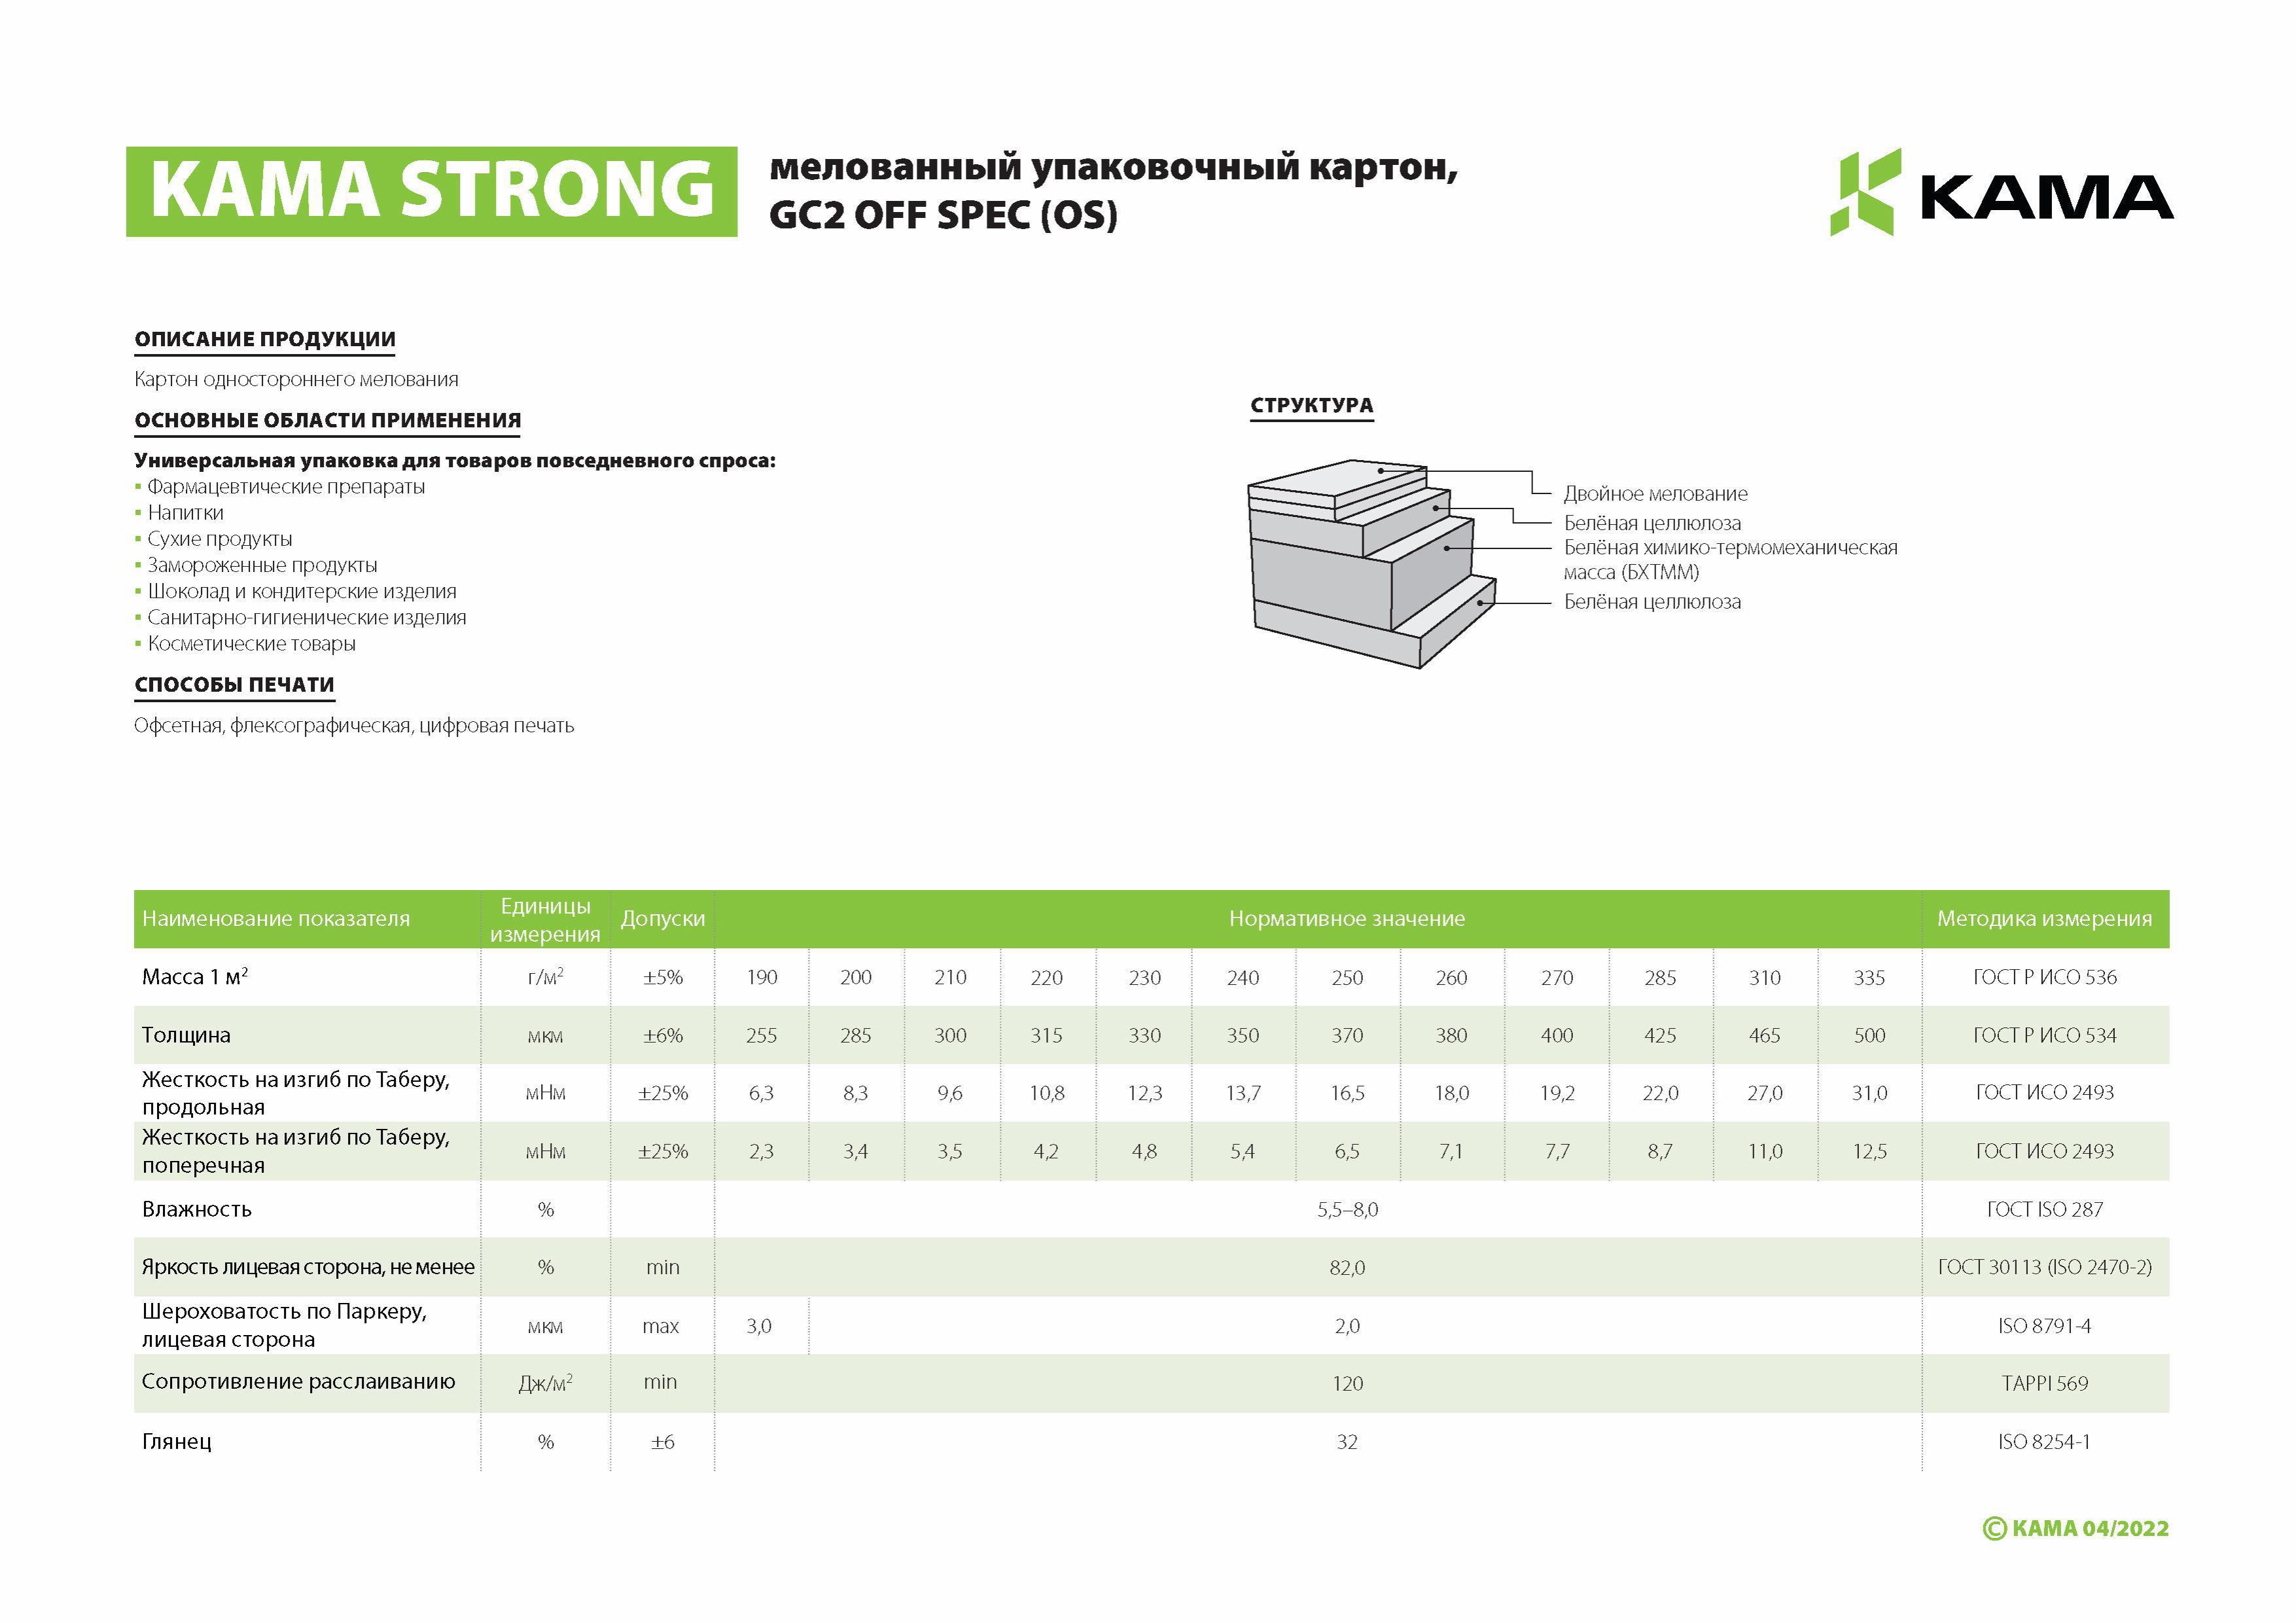 KAMA STRONG
мелованный упаковочный картон,
GC2 OFF SPEC (OS)
KAMA
ОПИСАНИЕ ПРОДУКЦИИ
Картон одностороннего мелования
ОСНОВНЫЕ ОБЛАСТИ ПРИМЕНЕНИЯ
Универсальная упаковка для товаров повседневного спроса:
▪ Фармацевтические препараты
▪ Напитки
▪ Сухие продукты
▪ Замороженные продукты
▪ Шоколад и кондитерские изделия
▪ Санитарно-гигиенические изделия
▪ Косметические товары
СПОСОБЫ ПЕЧАТИ
Офсетная, флексографическая, цифровая печать
СТРУКТУРА
Двойное мелование
Белёная целлюлоза
Белёная химико-термомеханическая
масса (БХТММ)
Белёная целлюлоза
Наименование показателя Единицы измерения Допуски Нормативное значение Методика измерения
Масса 1 м² г/м² ±5% 190 200 210 220 230 240 250 260 270 285 310 335 ГОСТ Р ИСО 536
Толщина мкм ±6% 255 285 300 315 330 350 370 380 400 425 465 500 ГОСТ Р ИСО 534
Жесткость на изгиб по Таберу,
продольная мНм ±25% 6,3 8,3 9,6 10,8 12,3 13,7 16,5 18,0 19,2 22,0 27,0 31,0 ГОСТ ИСО 2493
Жесткость на изгиб по Таберу,
поперечная мНм ±25% 2,3 3,4 3,5 4,2 4,8 5,4 6,5 7,1 7,7 8,7 11,0 12,5 ГОСТ ИСО 2493
Влажность % 5,5–8,0 ГОСТ ISO 287
Яркость лицевая сторона, не менее % min 82,0 ГОСТ 30113 (ISO 2470-2)
Шероховатость по Паркеру,
лицевая сторона мкм max 3,0 2,0 ISO 8791-4
Сопротивление расслаиванию Дж/м² min 120 TAPPI 569
Глянец % ±6 32 ISO 8254-1
© KAMA 04/2022